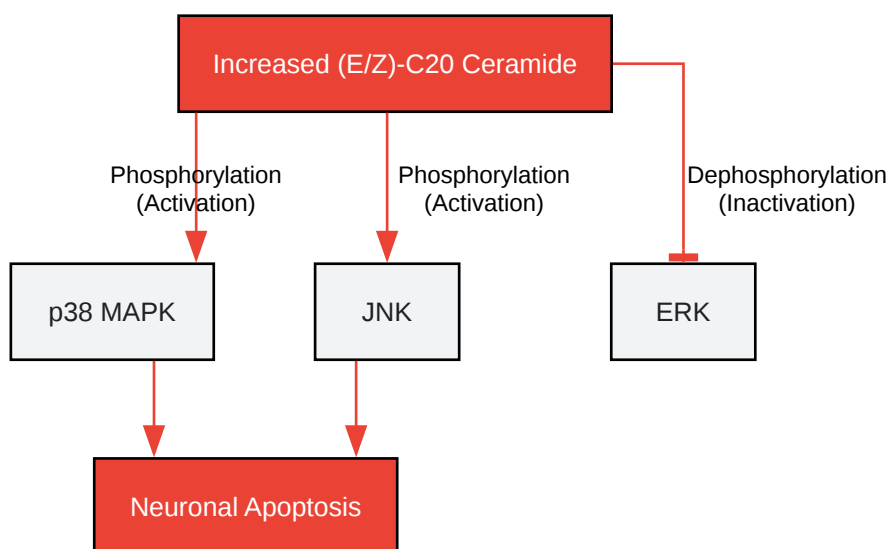 Increased (E/Z)-C20 Ceramide
Phosphorylation
(Activation)
Phosphorylation
(Activation)
Dephosphorylation
(Inactivation)
p38 MAPK
JNK
ERK
Neuronal Apoptosis